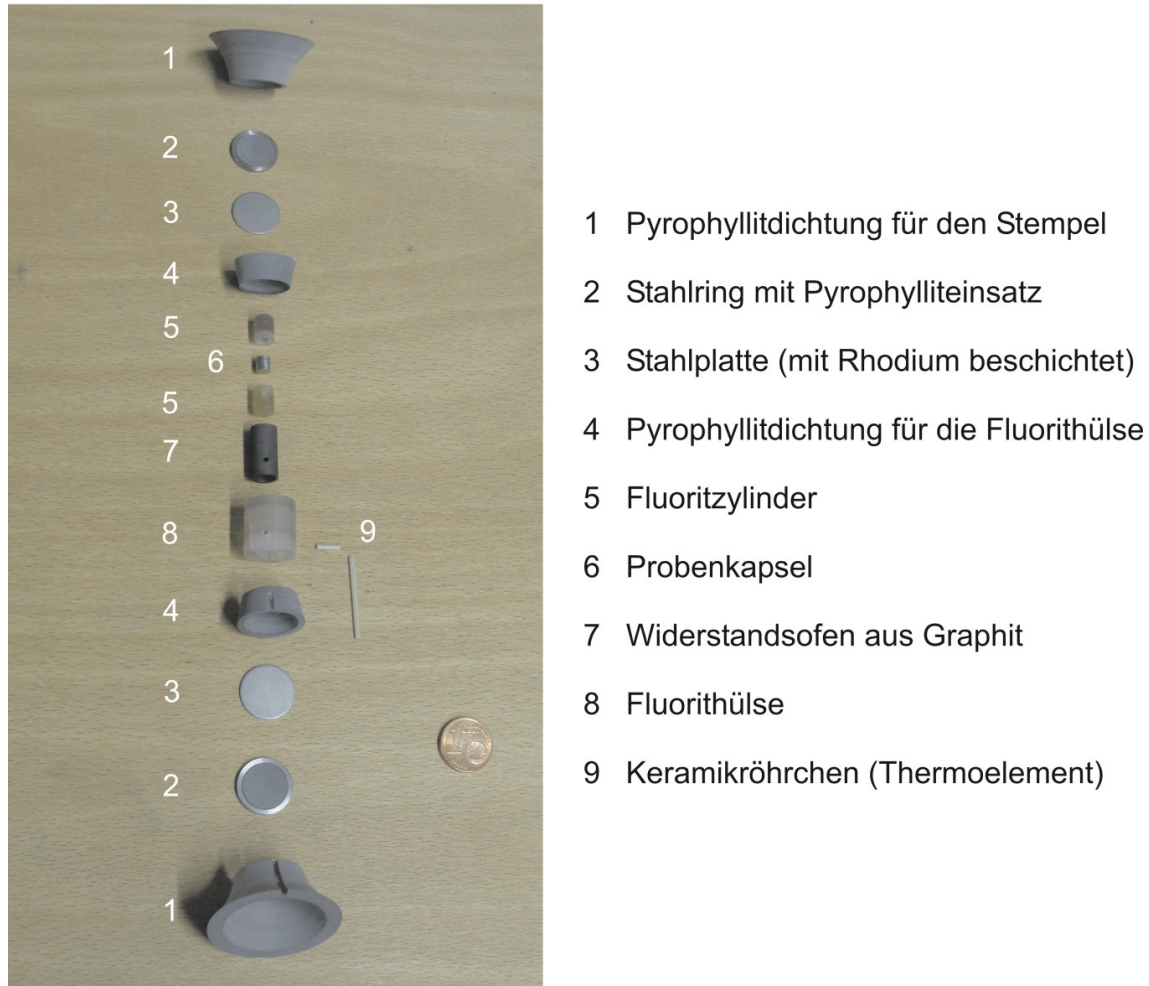 1
2
3
4
5
6
5
7
8 9
4
3
2
1
1 Pyrophyllitdichtung für den Stempel
2 Stahlring mit Pyrophylliteinsatz
3 Stahlplatte (mit Rhodium beschichtet)
4 Pyrophyllitdichtung für die Fluorithülse
5 Fluoritzylinder
6 Probenkapsel
7 Widerstandsofen aus Graphit
8 Fluorithülse
9 Keramikröhrchen (Thermoelement)